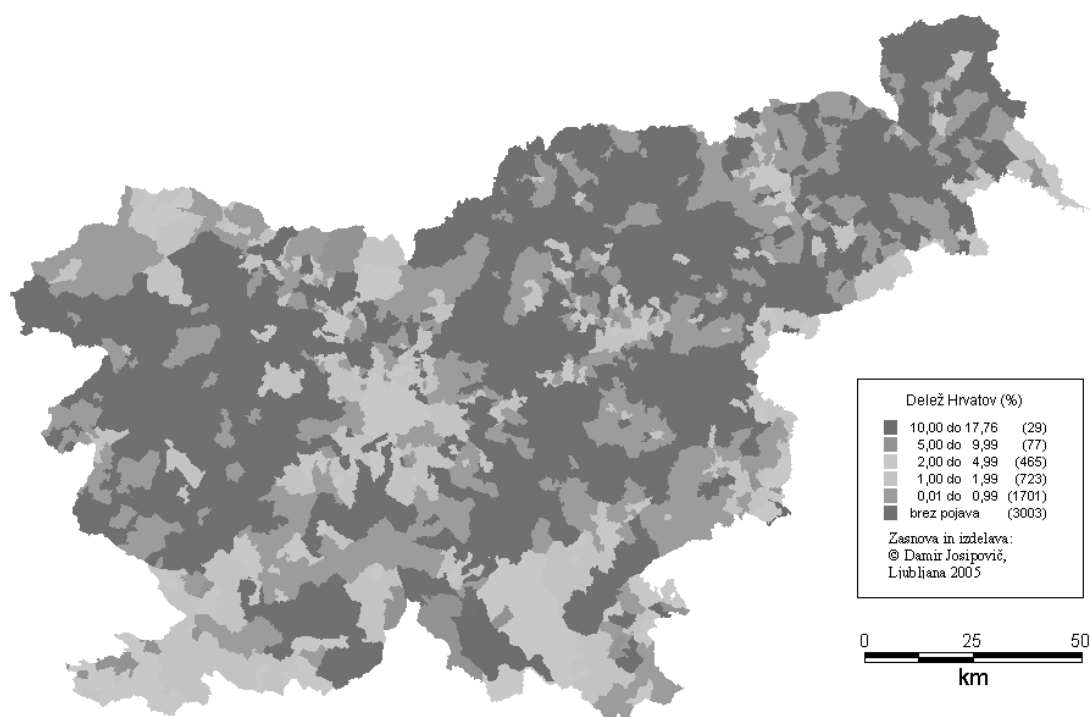 Delež Hrvatov (%)
10,00 do 17,76 (29)
5,00 do 9,99 (77)
2,00 do 4,99 (465)
1,00 do 1,99 (723)
0,01 do 0,99 (1701)
brez pojava (3003)
Zasnova in izdelava:
© Damir Josipovič,
Ljubljana 2005
0 25 50
km